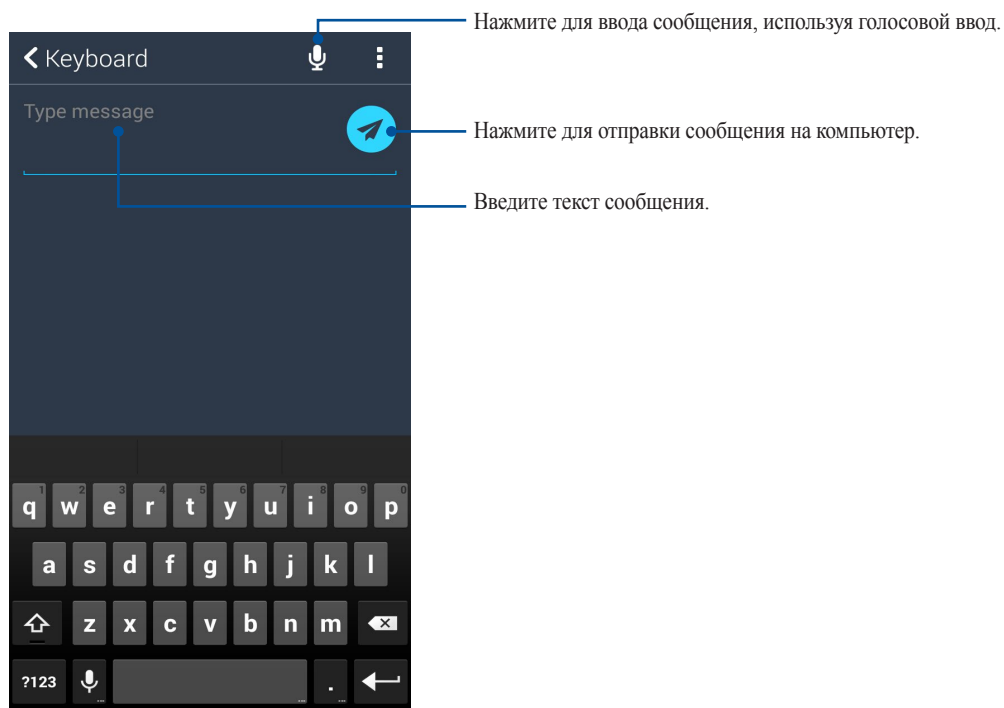 Нажмите для ввода сообщения, используя голосовой ввод.
Keyboard
Type message
Нажмите для отправки сообщения на компьютер.
Введите текст сообщения.
1 2 3 4 5 6 7 8 9 0
q w e r t y u i o p
a s d f g h j k l
z x c v b n m
?123 ... ... . ...